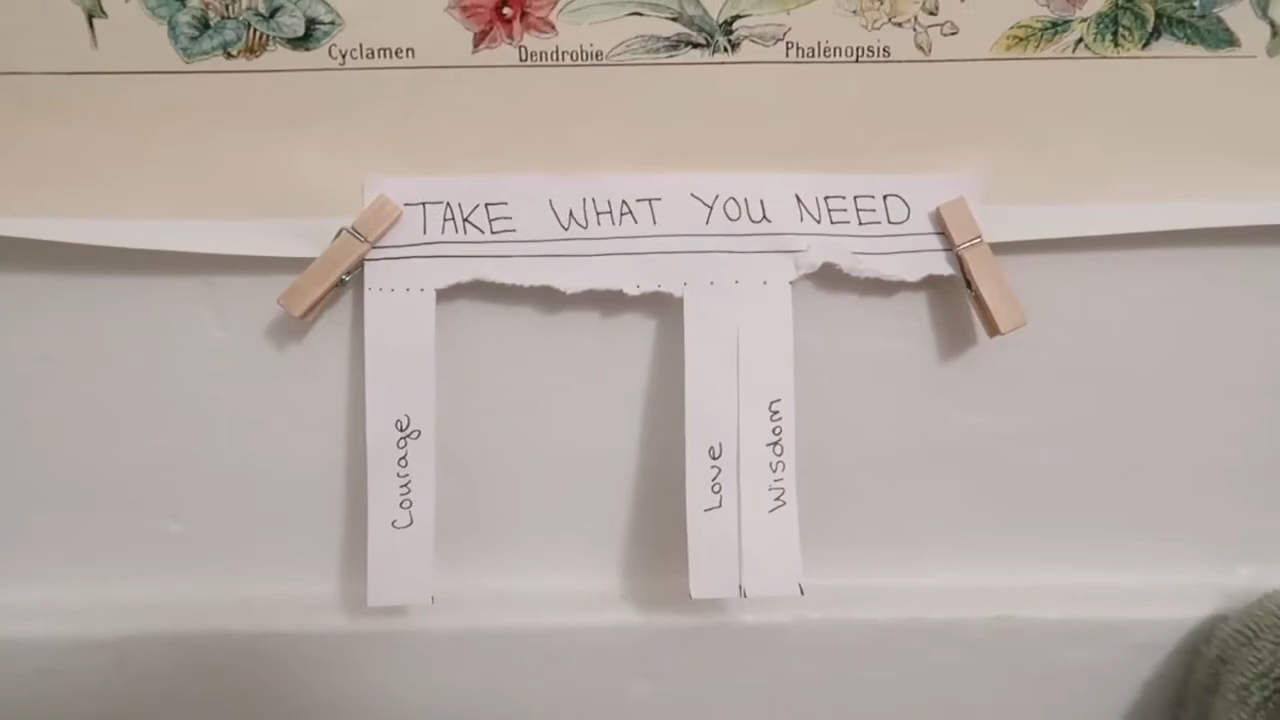 Cyclamen
Dendrobie
Phalénopsis
TAKE WHAT YOU NEED
Courage
Love
Wisdom